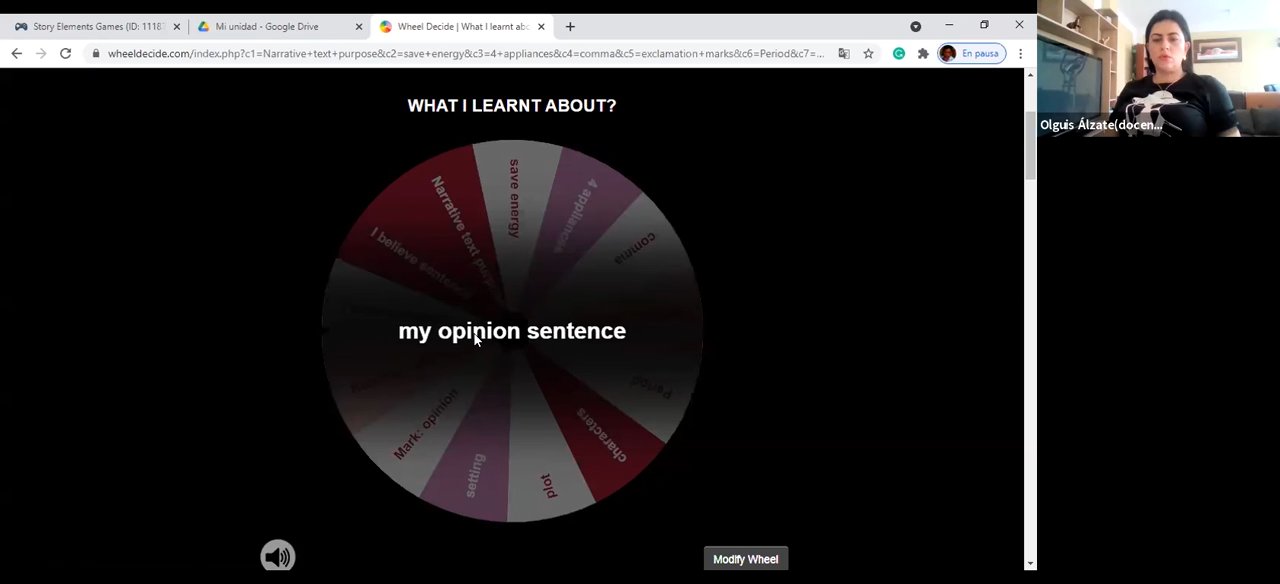 Story Elements Games (ID: 11187
Mi unidad - Google Drive
Wheel Decide | What I learnt abo
wheeldecide.com/index.php?c1=Narrative+text+purpose&c2=save+energy&c3=4+appliances&c4=comma&c5=exclamation+marks&c6=Period&c7=...
En pausa
WHAT I LEARNT ABOUT?
save energy
4 appliances
comma
Period
characters
plot
setting
Mark: opinion
I believe sentence
Narrative text purp
my opinion sentence
Modify Wheel
Olguis Álzate(docen...